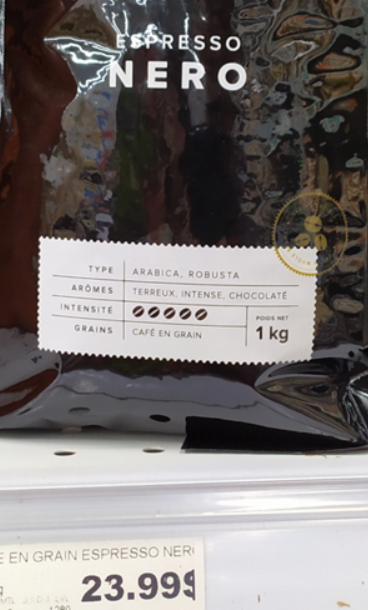 ESPRESSO
NERO
TYPE ARABICA, ROBUSTA
ARÔMES TERREUX, INTENSE, CHOCOLATÉ
INTENSITÉ
POIDS NET
GRAINS CAFÉ EN GRAIN
1 kg
E EN GRAIN ESPRESSO NER
23.99$